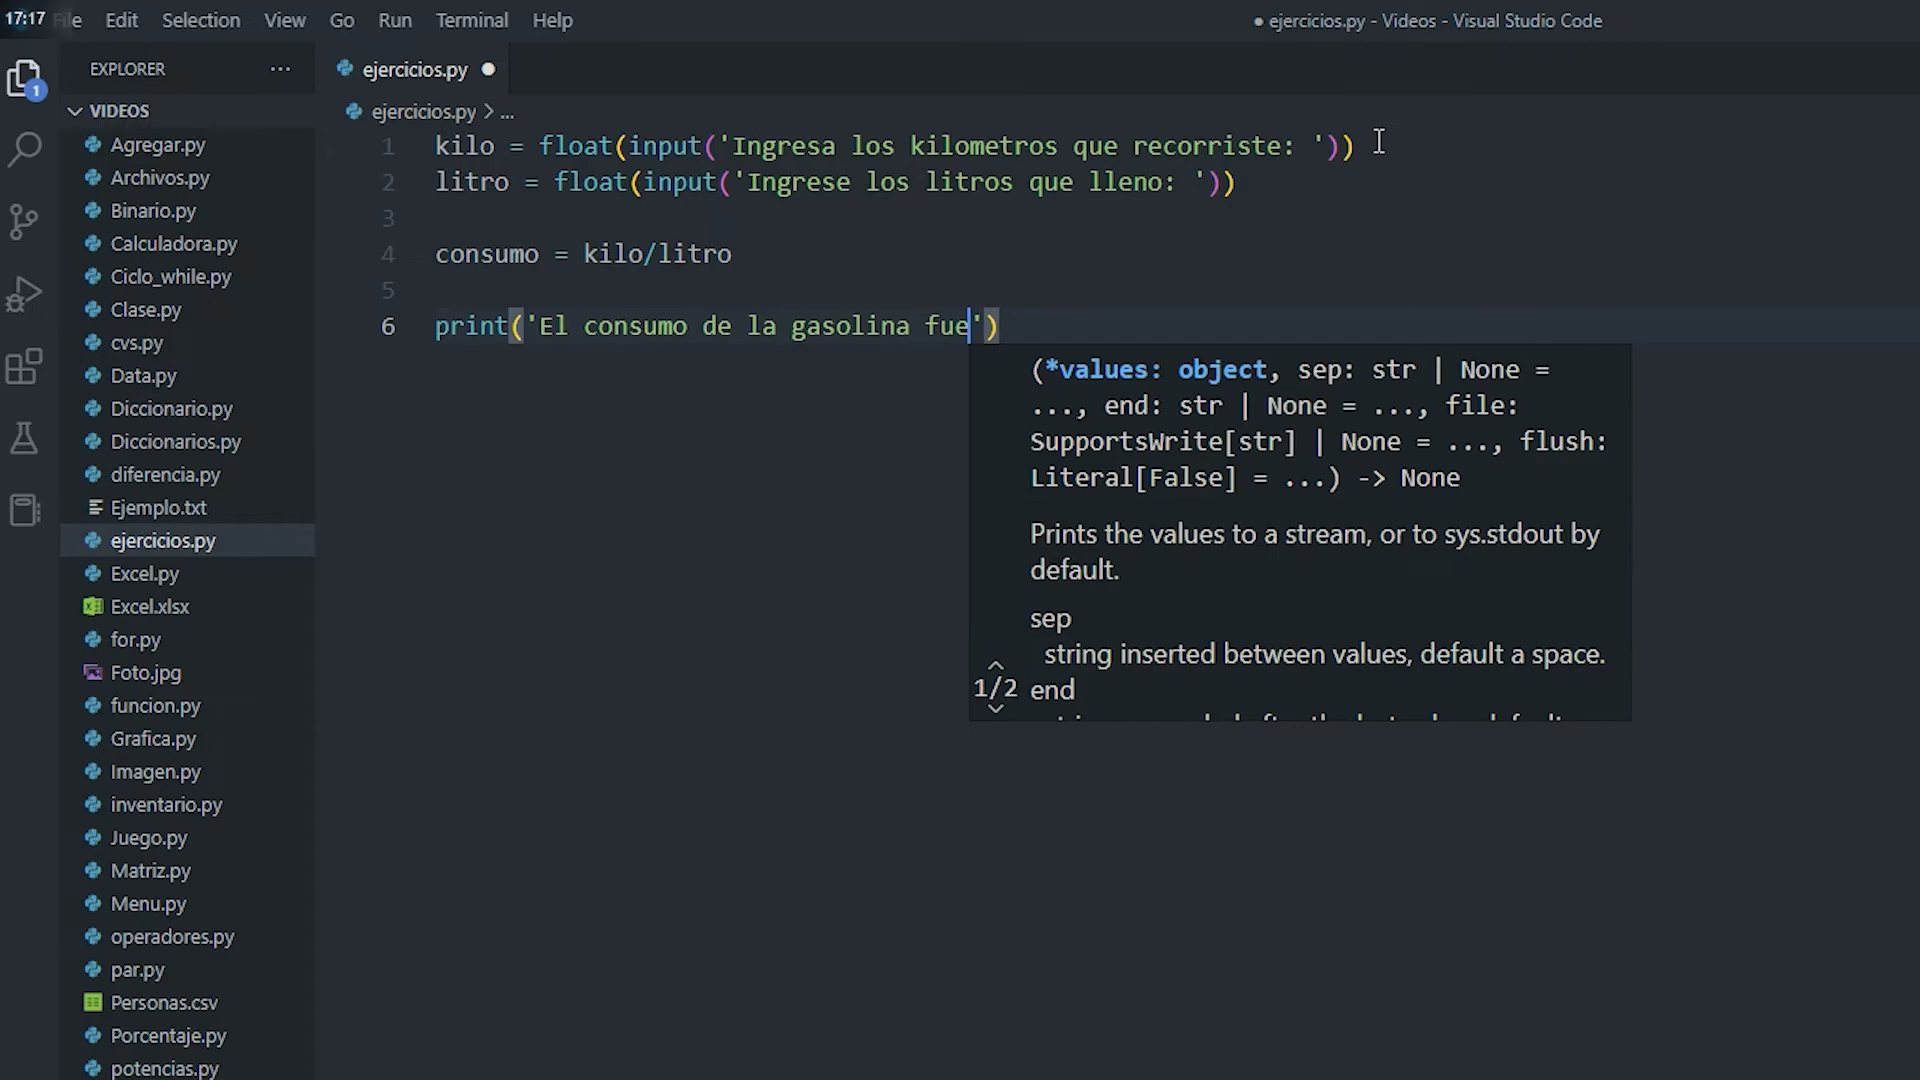 17:17 File Edit Selection View Go Run Terminal Help
● ejercicios.py - Videos - Visual Studio Code
EXPLORER ...
1
VIDEOS
Agregar.py
Archivos.py
Binario.py
Calculadora.py
Ciclo_while.py
Clase.py
cvs.py
Data.py
Diccionario.py
Diccionarios.py
diferencia.py
Ejemplo.txt
ejercicios.py
Excel.py
Excel.xlsx
for.py
Foto.jpg
funcion.py
Grafica.py
Imagen.py
inventario.py
Juego.py
Matriz.py
Menu.py
operadores.py
par.py
Personas.csv
Porcentaje.py
potencias.py
ejercicios.py ●
ejercicios.py > ...
1 kilo = float(input('Ingresa los kilometros que recorriste: '))
2 litro = float(input('Ingrese los litros que lleno: '))
3
4 consumo = kilo/litro
5
6 print('El consumo de la gasolina fue')
(*values: object, sep: str | None =
..., end: str | None = ..., file:
SupportsWrite[str] | None = ..., flush:
Literal[False] = ...) -> None
Prints the values to a stream, or to sys.stdout by
default.
sep
string inserted between values, default a space.
1/2 end